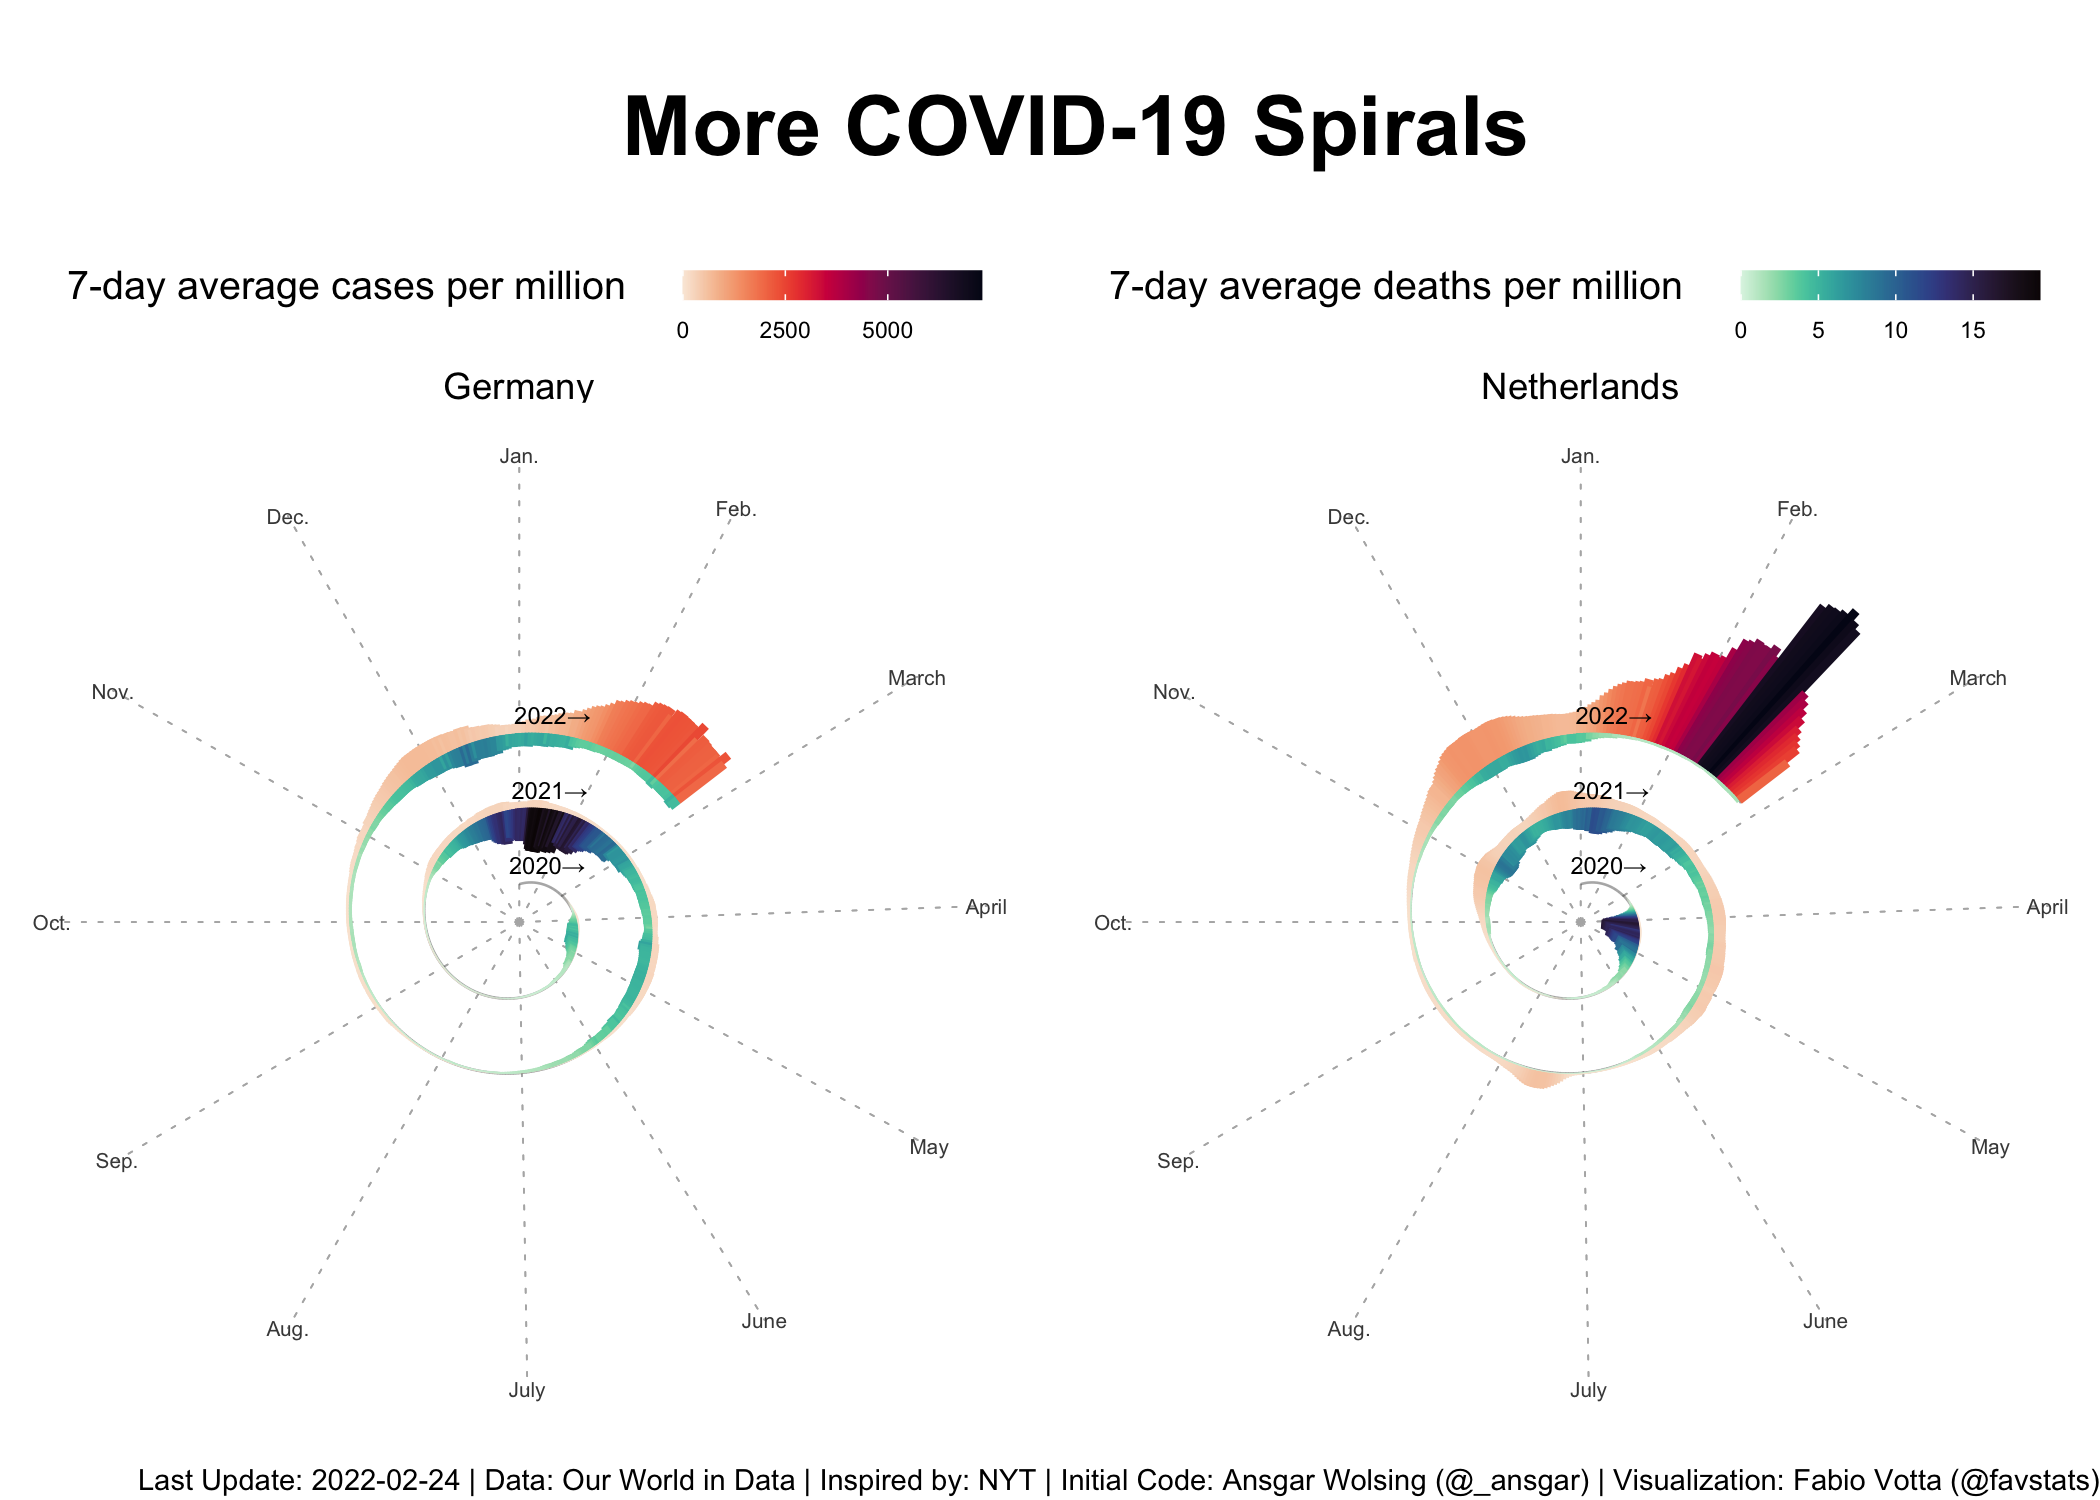 More COVID-19 Spirals
7-day average cases per million
0 2500 5000
7-day average deaths per million
0 5 10 15
Germany
Jan.
Feb.
Dec.
March
Nov.
2022→
2021→
2020→
April
Oct.
May
Sep.
June
Aug.
July
Netherlands
Jan.
Feb.
Dec.
March
Nov.
2022→
2021→
2020→
April
Oct.
May
Sep.
June
Aug.
July
Last Update: 2022-02-24 | Data: Our World in Data | Inspired by: NYT | Initial Code: Ansgar Wolsing (@_ansgar) | Visualization: Fabio Votta (@favstats)